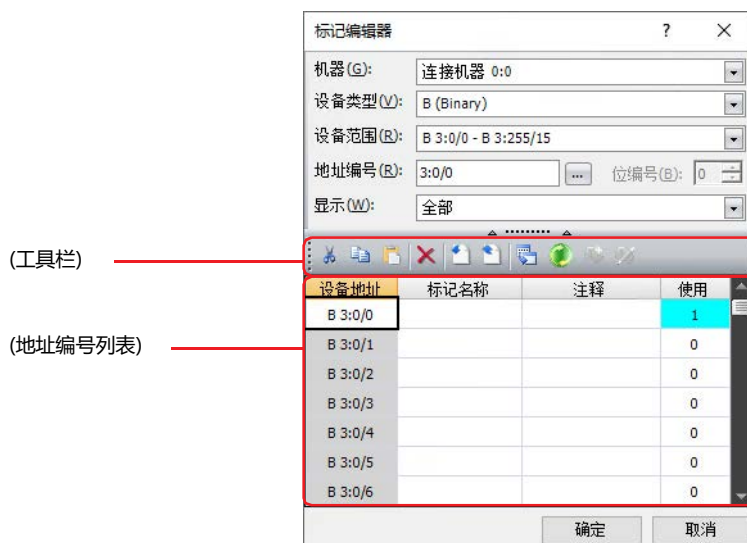 标记编辑器 ?
机器(G): 连接机器 0:0
设备类型(V): B (Binary)
设备范围(R): B 3:0/0 - B 3:255/15
地址编号(R): 3:0/0 ... 位编号(B): 0
显示(W): 全部
(工具栏)
设备地址 标记名称 注释 使用
B 3:0/0 1
(地址编号列表)
B 3:0/1 0
B 3:0/2 0
B 3:0/3 0
B 3:0/4 0
B 3:0/5 0
B 3:0/6 0
确定 取消